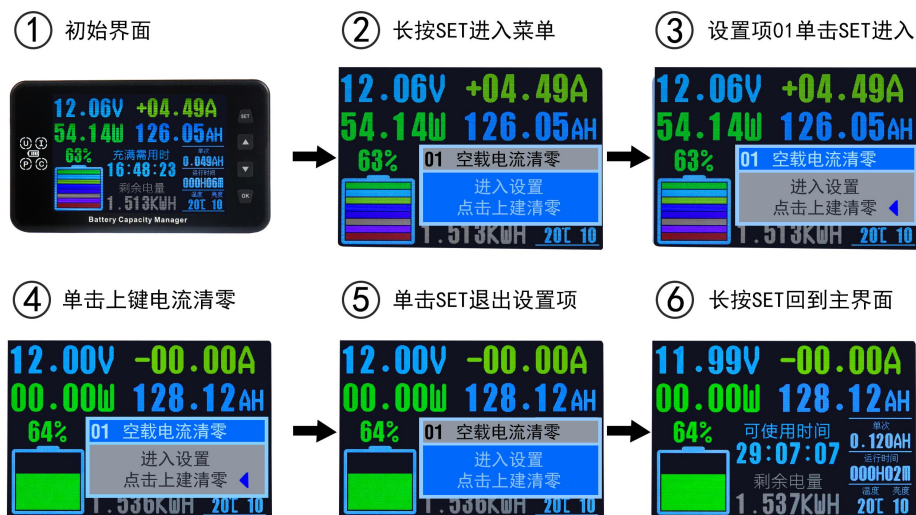 ① 初始界面
② 长按SET进入菜单
③ 设置项01单击SET进入
12.06V +04.49A
54.14W 126.05AH
63%
充满需用时
16:48:23
剩余电量
1.513KWH
单次
0.049AH
运行时间
000H06M
温度 亮度
20℃ 10
U I
P C
SET
OK
Battery Capacity Manager
12.06V +04.49A
54.14W 126.05AH
63%
01 空载电流清零
进入设置
点击上建清零
1.513KWH 20℃ 10
12.06V +04.49A
54.14W 126.05AH
63%
01 空载电流清零
进入设置
点击上建清零
1.513KWH 20℃ 10
④ 单击上键电流清零
⑤ 单击SET退出设置项
⑥ 长按SET回到主界面
12.00V -00.00A
00.00W 128.12AH
64%
01 空载电流清零
进入设置
点击上建清零
1.536KWH 20℃ 10
12.00V -00.00A
00.00W 128.12AH
64%
01 空载电流清零
进入设置
点击上建清零
1.536KWH 20℃ 10
11.99V -00.00A
00.00W 128.12AH
64%
可使用时间
29:07:07
剩余电量
1.537KWH
单次
0.120AH
运行时间
000H02M
温度 亮度
20℃ 10